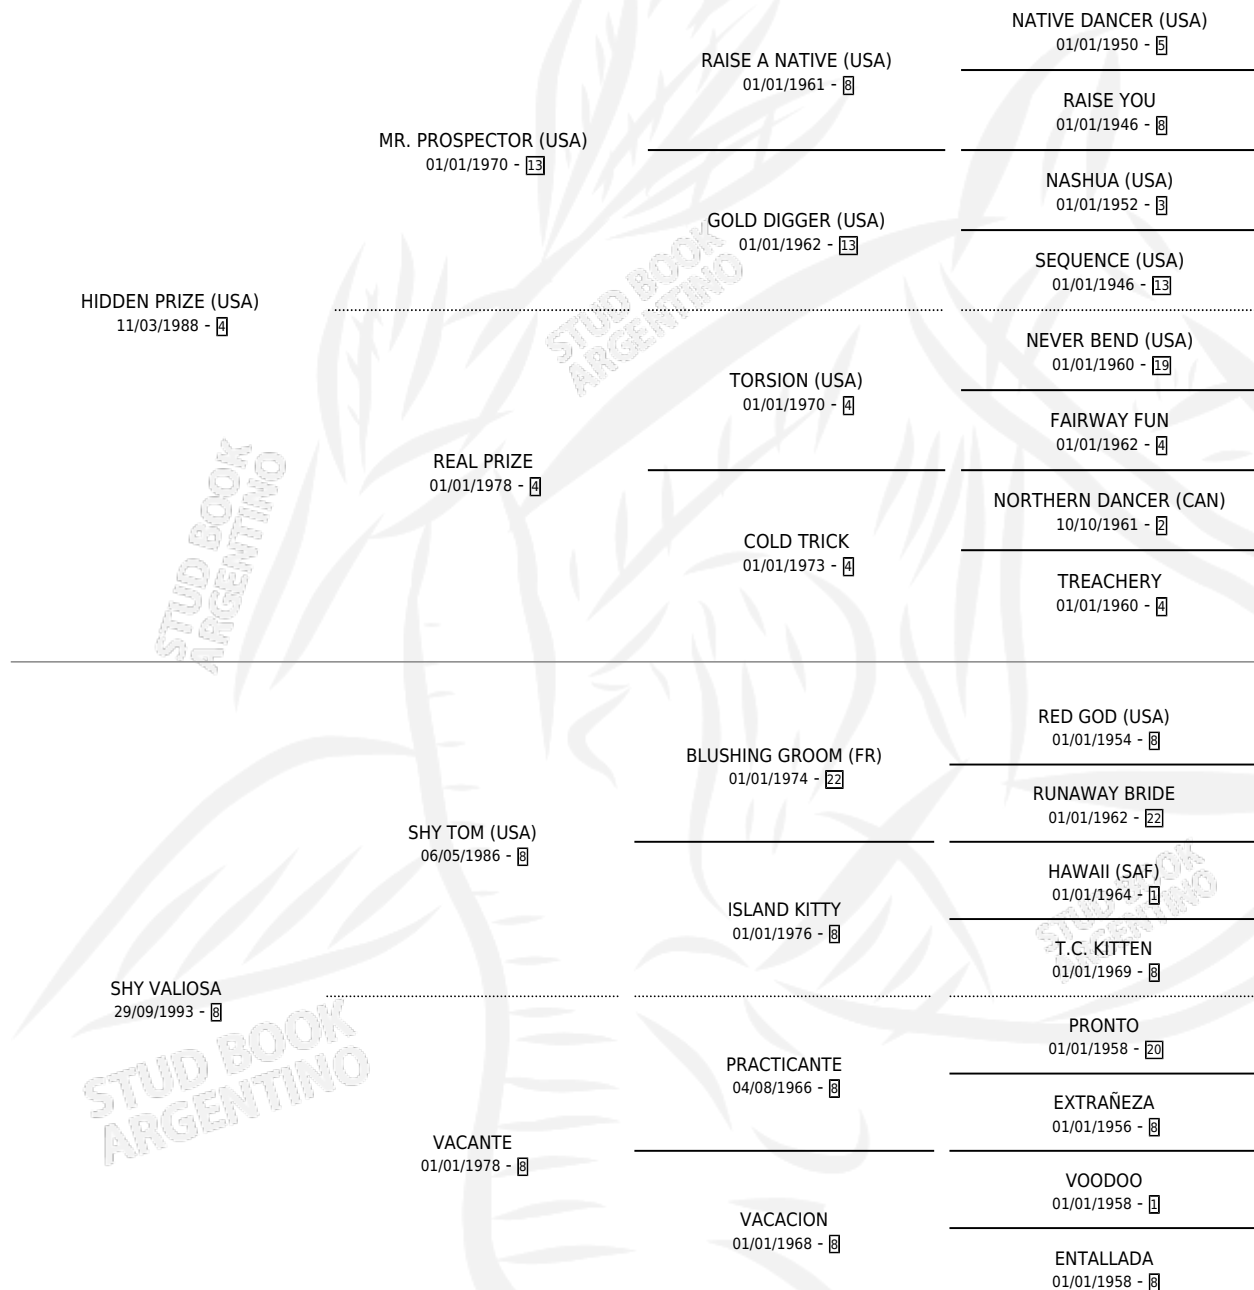 NATIVE DANCER (USA)
01/01/1950 - 5
RAISE A NATIVE (USA)
01/01/1961 - 8
RAISE YOU
01/01/1946 - 8
MR. PROSPECTOR (USA)
01/01/1970 - 13
NASHUA (USA)
01/01/1952 - 3
GOLD DIGGER (USA)
01/01/1962 - 13
SEQUENCE (USA)
01/01/1946 - 13
HIDDEN PRIZE (USA)
11/03/1988 - 4
NEVER BEND (USA)
01/01/1960 - 19
TORSION (USA)
01/01/1970 - 4
FAIRWAY FUN
01/01/1962 - 4
REAL PRIZE
01/01/1978 - 4
NORTHERN DANCER (CAN)
10/10/1961 - 2
COLD TRICK
01/01/1973 - 4
TREACHERY
01/01/1960 - 4
RED GOD (USA)
01/01/1954 - 8
BLUSHING GROOM (FR)
01/01/1974 - 22
RUNAWAY BRIDE
01/01/1962 - 22
SHY TOM (USA)
06/05/1986 - 8
HAWAII (SAF)
01/01/1964 - 1
ISLAND KITTY
01/01/1976 - 8
T.C. KITTEN
01/01/1969 - 8
SHY VALIOSA
29/09/1993 - 8
PRONTO
01/01/1958 - 20
PRACTICANTE
04/08/1966 - 8
EXTRAÑEZA
01/01/1956 - 8
VACANTE
01/01/1978 - 8
VOODOO
01/01/1958 - 1
VACACION
01/01/1968 - 8
ENTALLADA
01/01/1958 - 8
STUD BOOK
ARGENTINO
STUD BOOK
ARGENTINO
STUD BOOK
ARGENTINO
STUD BOOK
ARGENTINO